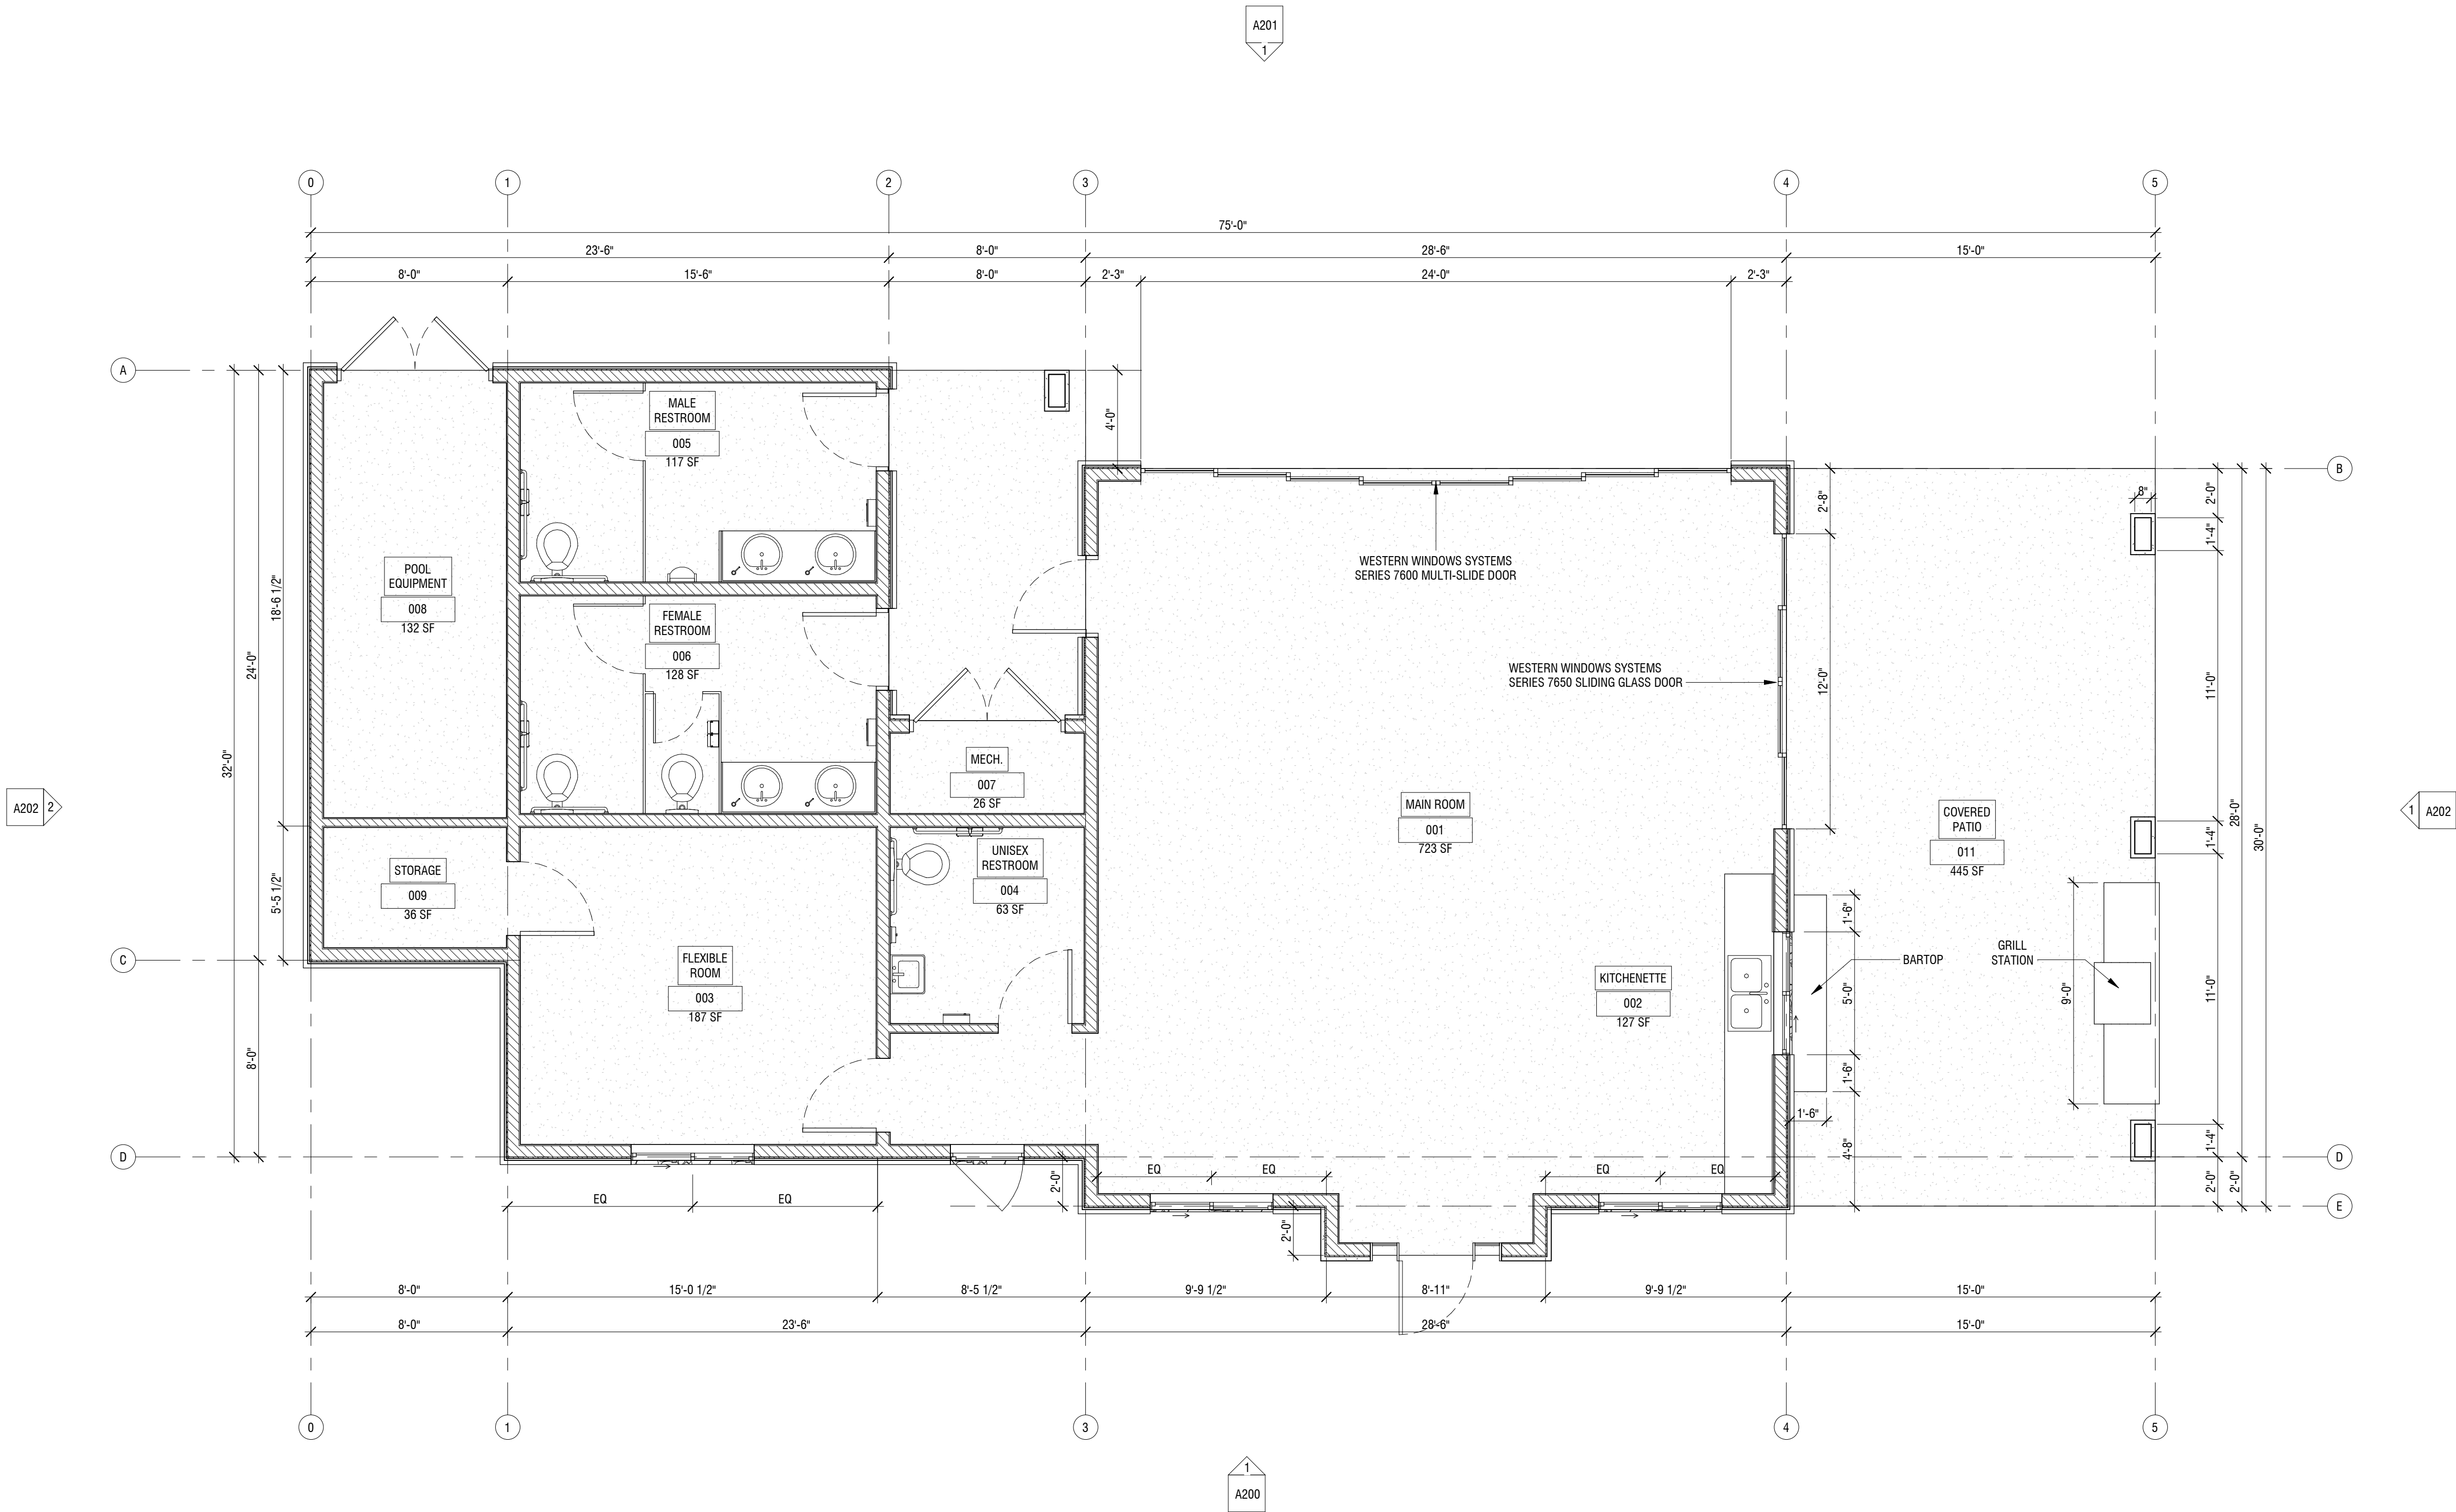 A201
1
0
1
2
3
4
5
75'-0"
23'-6"
8'-0"
28'-6"
15'-0"
8'-0"
15'-6"
8'-0"
2'-3"
24'-0"
2'-3"
A
B
C
D
D
E
32'-0"
24'-0"
8'-0"
18'-6 1/2"
5'-5 1/2"
4'-0"
MALE
RESTROOM
005
117 SF
POOL
EQUIPMENT
008
132 SF
FEMALE
RESTROOM
006
128 SF
MECH.
007
26 SF
STORAGE
009
36 SF
UNISEX
RESTROOM
004
63 SF
FLEXIBLE
ROOM
003
187 SF
WESTERN WINDOWS SYSTEMS
SERIES 7600 MULTI-SLIDE DOOR
WESTERN WINDOWS SYSTEMS
SERIES 7650 SLIDING GLASS DOOR
MAIN ROOM
001
723 SF
KITCHENETTE
002
127 SF
COVERED
PATIO
011
445 SF
BARTOP
GRILL
STATION
2'-8"
12'-0"
1'-6"
5'-0"
1'-6"
4'-8"
1'-6"
9'-0"
8"
2'-0"
1'-4"
11'-0"
1'-4"
11'-0"
1'-4"
2'-0"
28'-0"
2'-0"
30'-0"
A202
2
1
A202
EQ
EQ
2'-0"
EQ
EQ
2'-0"
EQ
EQ
8'-0"
15'-0 1/2"
8'-5 1/2"
9'-9 1/2"
8'-11"
9'-9 1/2"
15'-0"
8'-0"
23'-6"
28'-6"
15'-0"
0
1
3
4
5
1
A200